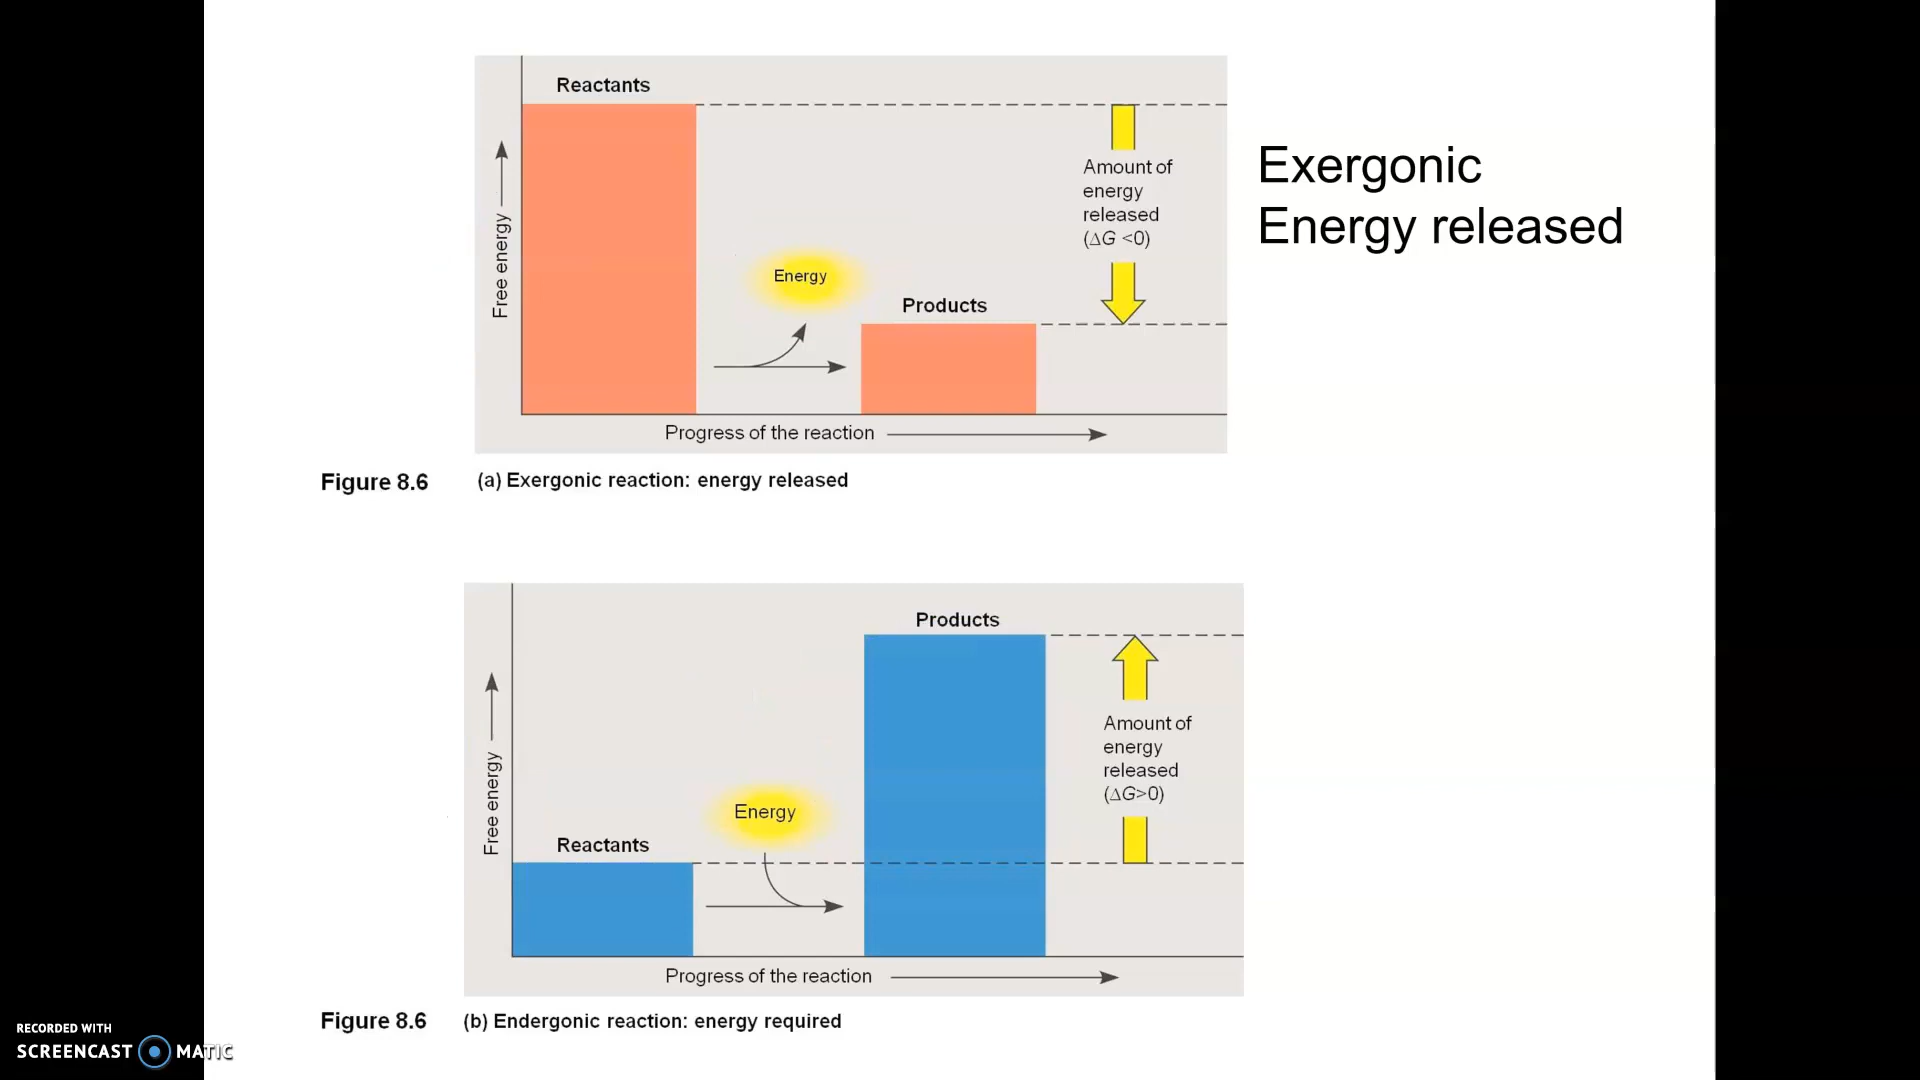 Reactants
Free energy
Energy
Products
Amount of
energy
released
(∆G <0)
Progress of the reaction
Figure 8.6 (a) Exergonic reaction: energy released
Exergonic
Energy released
Products
Free energy
Energy
Reactants
Amount of
energy
released
(∆G>0)
Progress of the reaction
Figure 8.6 (b) Endergonic reaction: energy required
RECORDED WITH
SCREENCAST MATIC